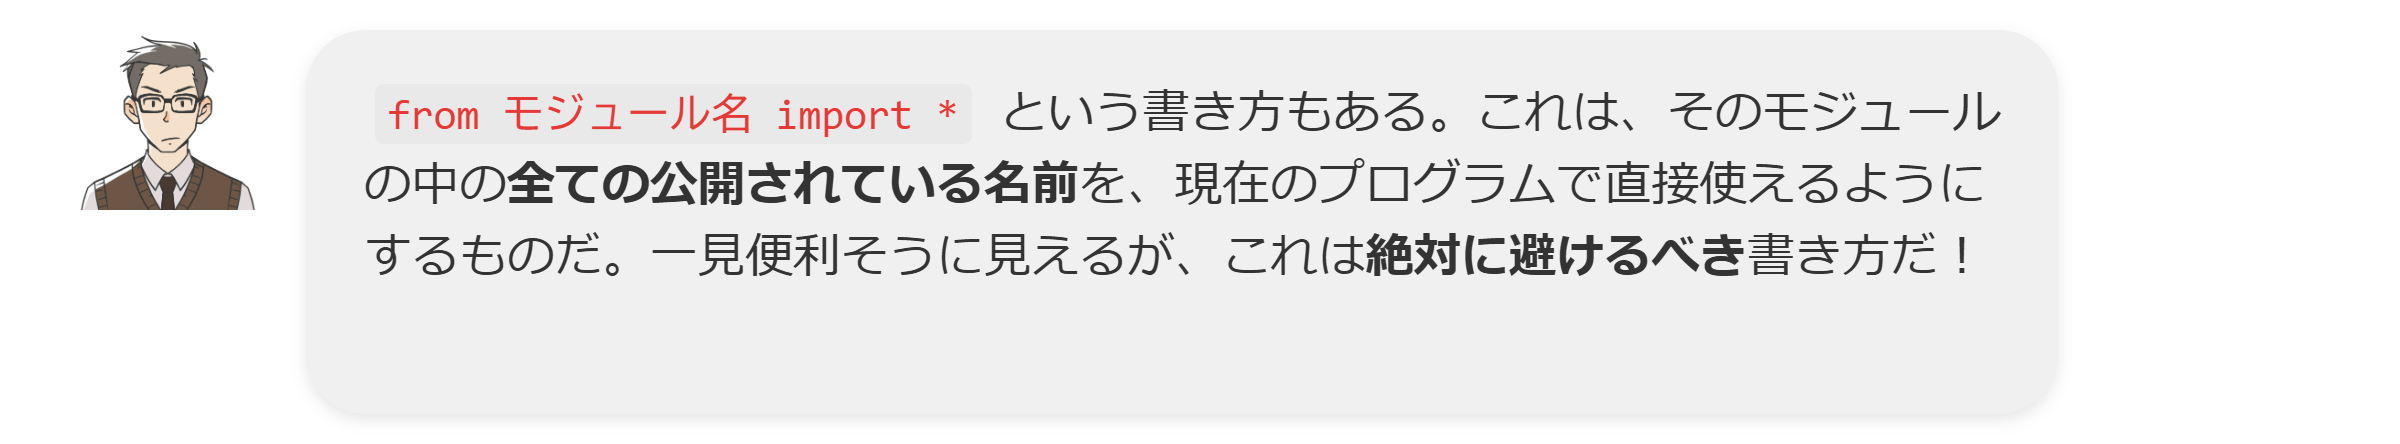 from モジュール名 import * という書き方もある。これは、そのモジュール
の中の全ての公開されている名前を、現在のプログラムで直接使えるように
するものだ。一見便利そうに見えるが、これは絶対に避けるべき書き方だ！